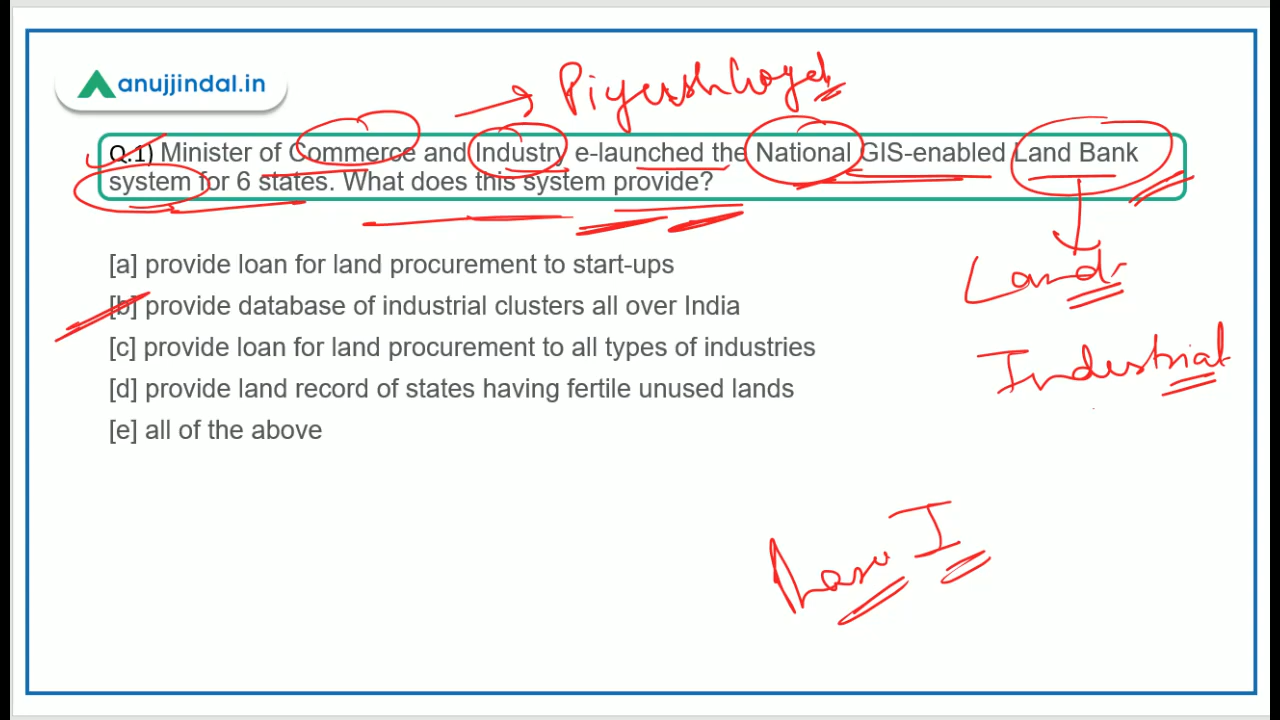 anujjindal.in
Piyush Goyal
Q.1) Minister of Commerce and Industry e-launched the National GIS-enabled Land Bank
system for 6 states. What does this system provide?
[a] provide loan for land procurement to start-ups
Land
[b] provide database of industrial clusters all over India
[c] provide loan for land procurement to all types of industries
Industrial
[d] provide land record of states having fertile unused lands
[e] all of the above
Phase I